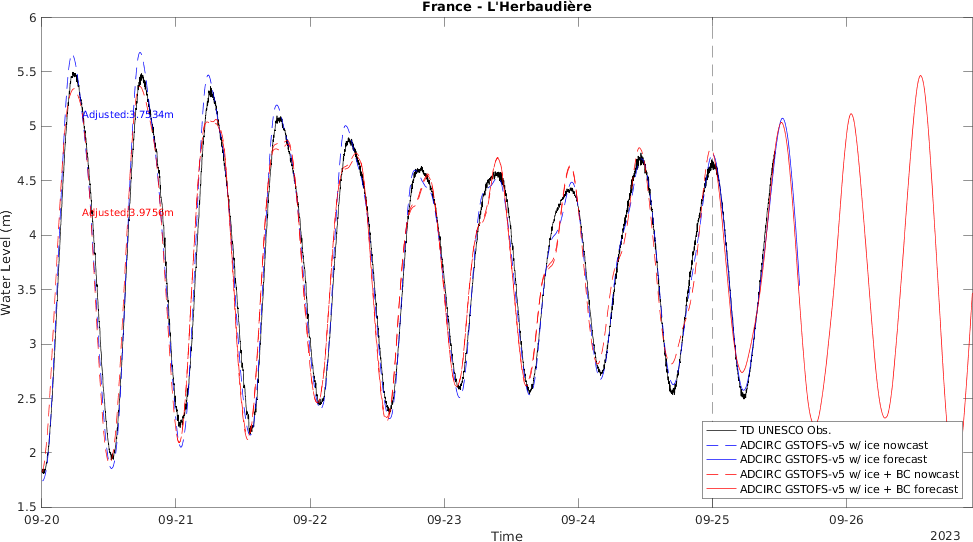 France - L'Herbaudière
6
5.5
5
4.5
4
3.5
3
2.5
2
1.5
Water Level (m)
Adjusted:3.7534m
Adjusted:3.9756m
TD UNESCO Obs.
ADCIRC GSTOFS-v5 w/ ice nowcast
ADCIRC GSTOFS-v5 w/ ice forecast
ADCIRC GSTOFS-v5 w/ ice + BC nowcast
ADCIRC GSTOFS-v5 w/ ice + BC forecast
09-20
09-21
09-22
09-23
09-24
09-25
09-26
Time
2023